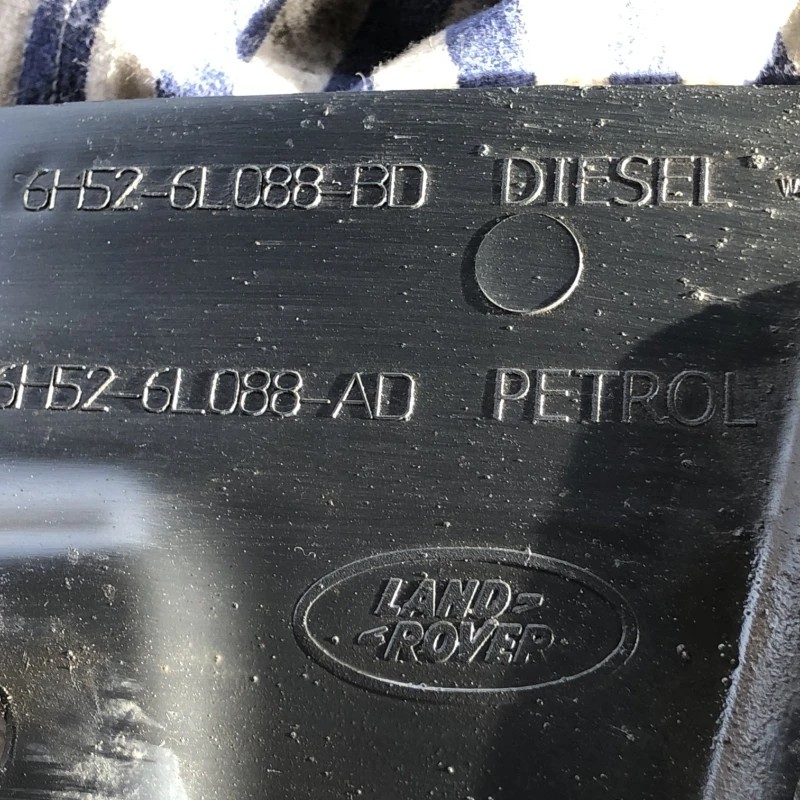 6H52-6L088-BD DIESEL
6H52-6L088-AD PETROL
LAND
ROVER